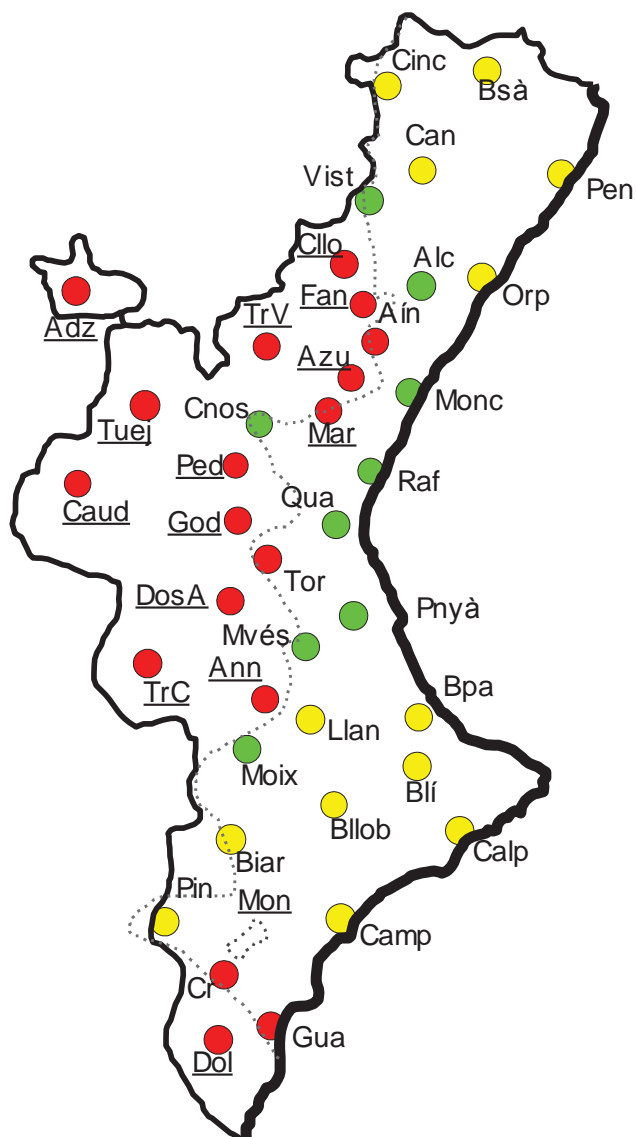 Cinc
Bsà
Can
Pen
Vist
Cllo
Alc
Orp
Fan
Adz
TrV
Aín
Azu
Monc
Cnos
Mar
Tuej
Ped
Raf
Caud
Qua
God
Tor
DosA
Pnyà
Mvés
Ann
TrC
Bpa
Llan
Moix
Blí
Bllob
Calp
Biar
Pin
Mon
Camp
Cr
Gua
Dol